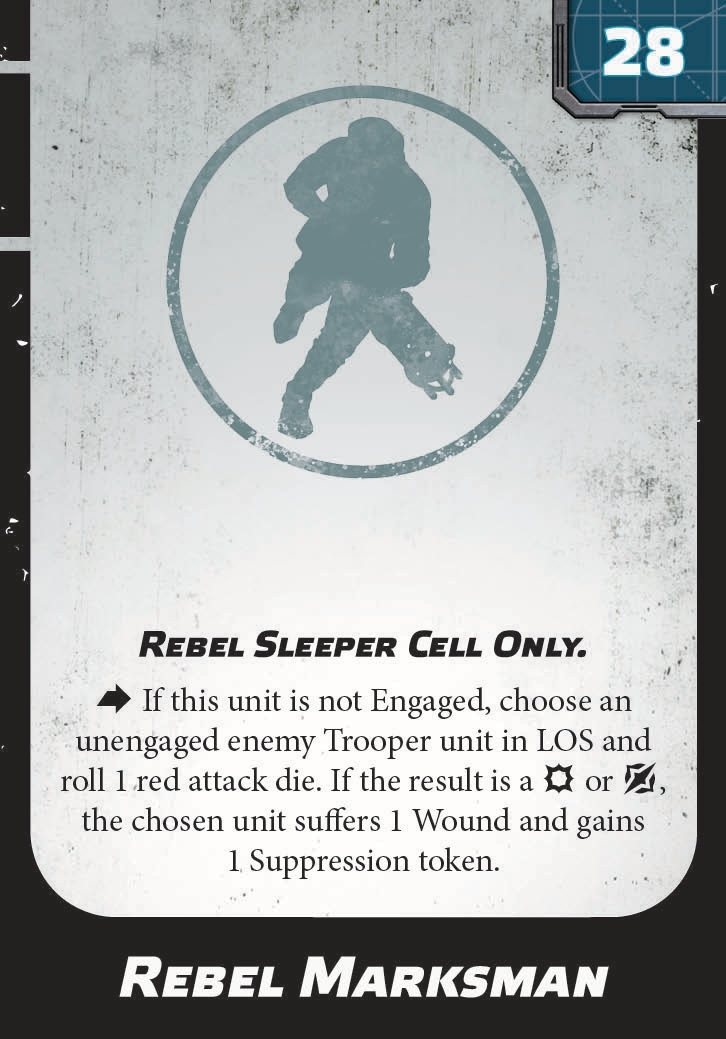 28
REBEL SLEEPER CELL ONLY.
If this unit is not Engaged, choose an
unengaged enemy Trooper unit in LOS and
roll 1 red attack die. If the result is a or ,
the chosen unit suffers 1 Wound and gains
1 Suppression token.
REBEL MARKSMAN